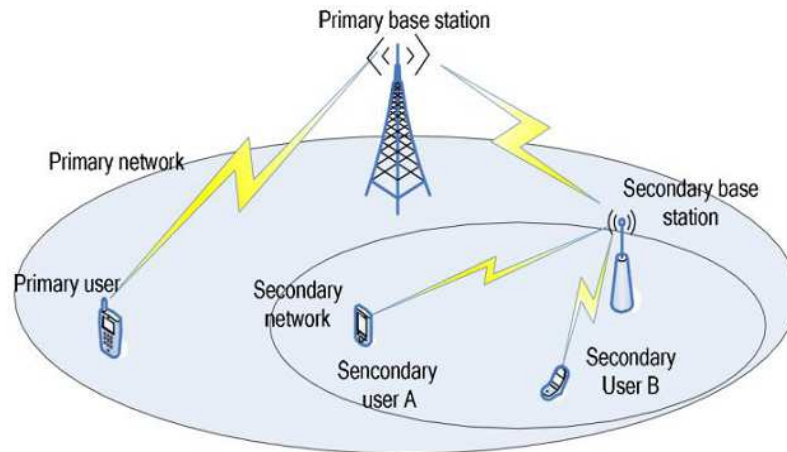 Primary base station
Primary network
Secondary base
station
Primary user
Secondary
network
Sencondary
user A
Secondary
User B